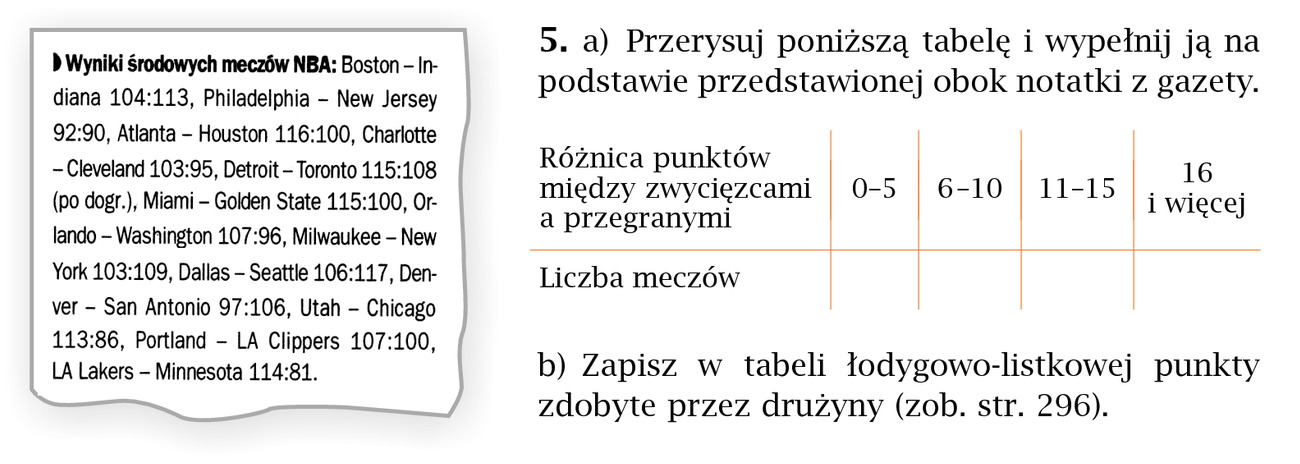 ◗ Wyniki środowych meczów NBA: Boston – In-
diana 104:113, Philadelphia – New Jersey
92:90, Atlanta – Houston 116:100, Charlotte
– Cleveland 103:95, Detroit – Toronto 115:108
(po dogr.), Miami – Golden State 115:100, Or-
lando – Washington 107:96, Milwaukee – New
York 103:109, Dallas – Seattle 106:117, Den-
ver – San Antonio 97:106, Utah – Chicago
113:86, Portland – LA Clippers 107:100,
LA Lakers – Minnesota 114:81.
5. a) Przerysuj poniższą tabelę i wypełnij ją na
podstawie przedstawionej obok notatki z gazety.
Różnica punktów
między zwycięzcami
a przegranymi
0–5
6–10
11–15
16
i więcej
Liczba meczów
b) Zapisz w tabeli łodygowo-listkowej punkty
zdobyte przez drużyny (zob. str. 296).